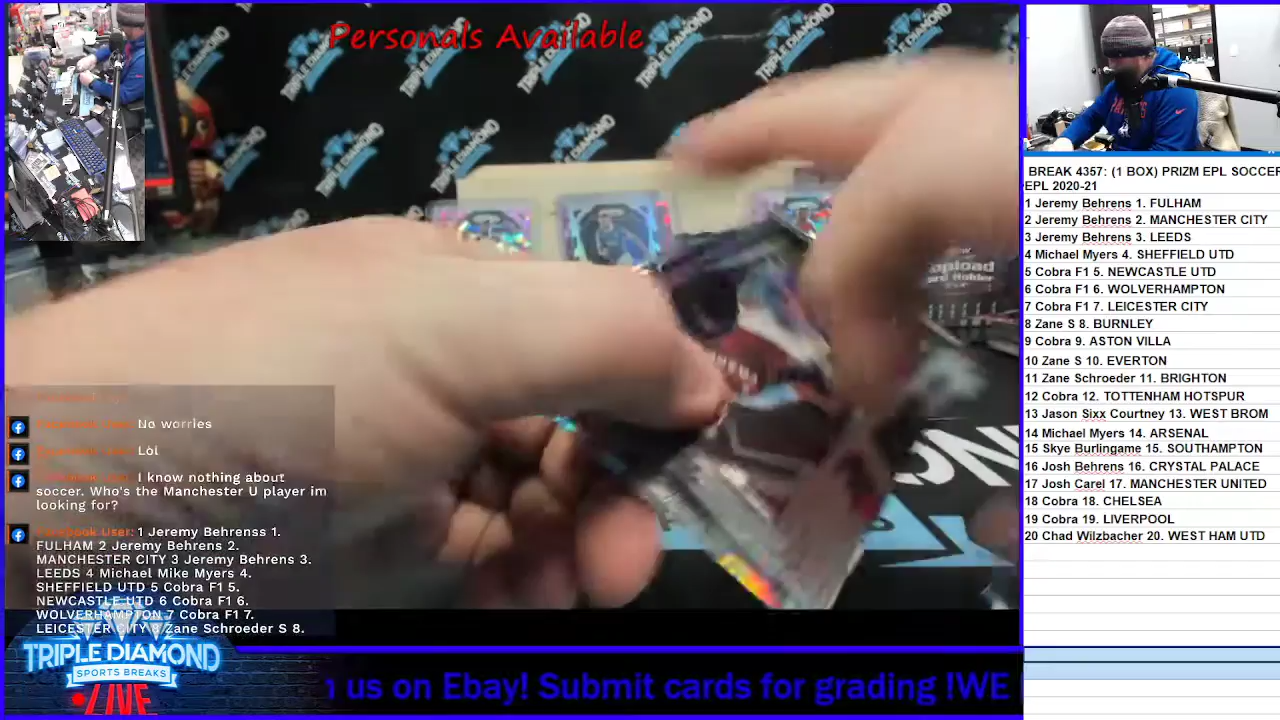 Personals Available
TRIPLE DIAMOND
No worries
Lol
I know nothing about
soccer. Who's the Manchester U player im
looking for?
User: 1 Jeremy Behrenss 1.
FULHAM 2 Jeremy Behrens 2.
MANCHESTER CITY 3 Jeremy Behrens 3.
LEEDS 4 Michael Mike Myers 4.
SHEFFIELD UTD 5 Cobra F1 5.
NEWCASTLE UTD 6 Cobra F1 6.
WOLVERHAMPTON 7 Cobra F1 7.
LEICESTER CITY 8 Zane Schroeder S 8.
TRIPLE DIAMOND
SPORTS BREAKS
LIVE
us on Ebay! Submit cards for grading !WE
BREAK 4357: (1 BOX) PRIZM EPL SOCCER
EPL 2020-21
1 Jeremy Behrens 1. FULHAM
2 Jeremy Behrens 2. MANCHESTER CITY
3 Jeremy Behrens 3. LEEDS
4 Michael Myers 4. SHEFFIELD UTD
5 Cobra F1 5. NEWCASTLE UTD
6 Cobra F1 6. WOLVERHAMPTON
7 Cobra F1 7. LEICESTER CITY
8 Zane S 8. BURNLEY
9 Cobra 9. ASTON VILLA
10 Zane S 10. EVERTON
11 Zane Schroeder 11. BRIGHTON
12 Cobra 12. TOTTENHAM HOTSPUR
13 Jason Sixx Courtney 13. WEST BROM
14 Michael Myers 14. ARSENAL
15 Skye Burlingame 15. SOUTHAMPTON
16 Josh Behrens 16. CRYSTAL PALACE
17 Josh Carel 17. MANCHESTER UNITED
18 Cobra 18. CHELSEA
19 Cobra 19. LIVERPOOL
20 Chad Wilzbacher 20. WEST HAM UTD